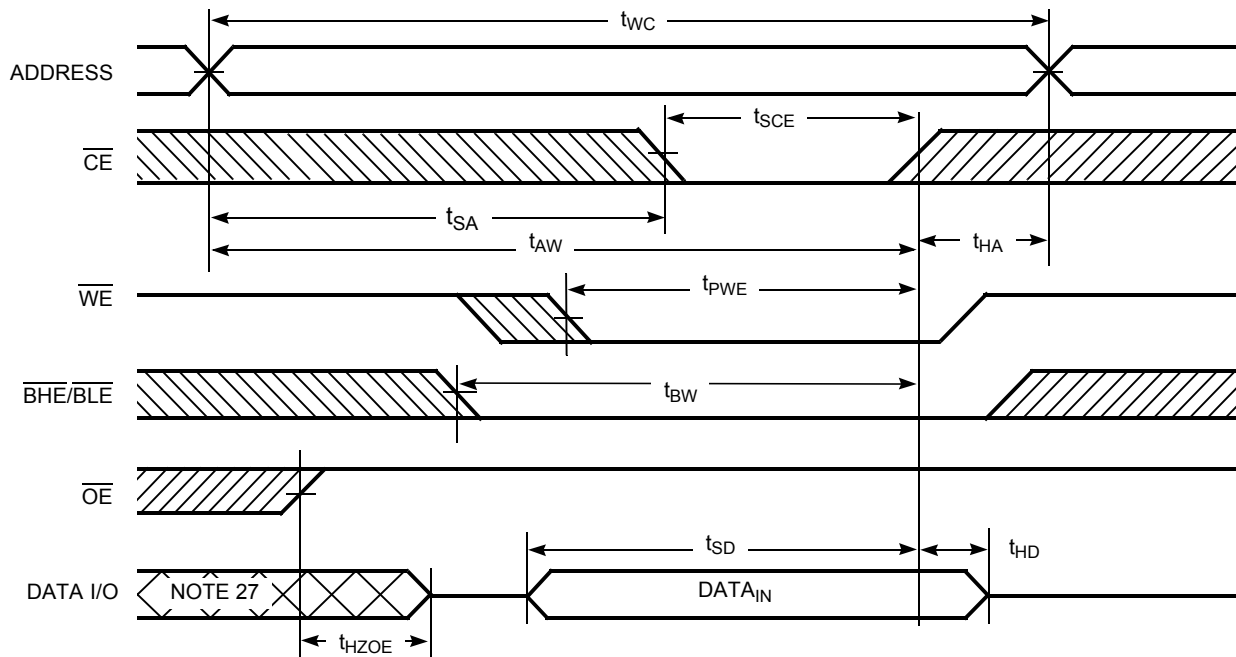 tWC
ADDRESS
tSCE
CE
tSA
tAW
tHA
WE
tPWE
BHE/BLE
tBW
OE
tSD
tHD
DATA I/O
NOTE 27
DATAIN
tHZOE